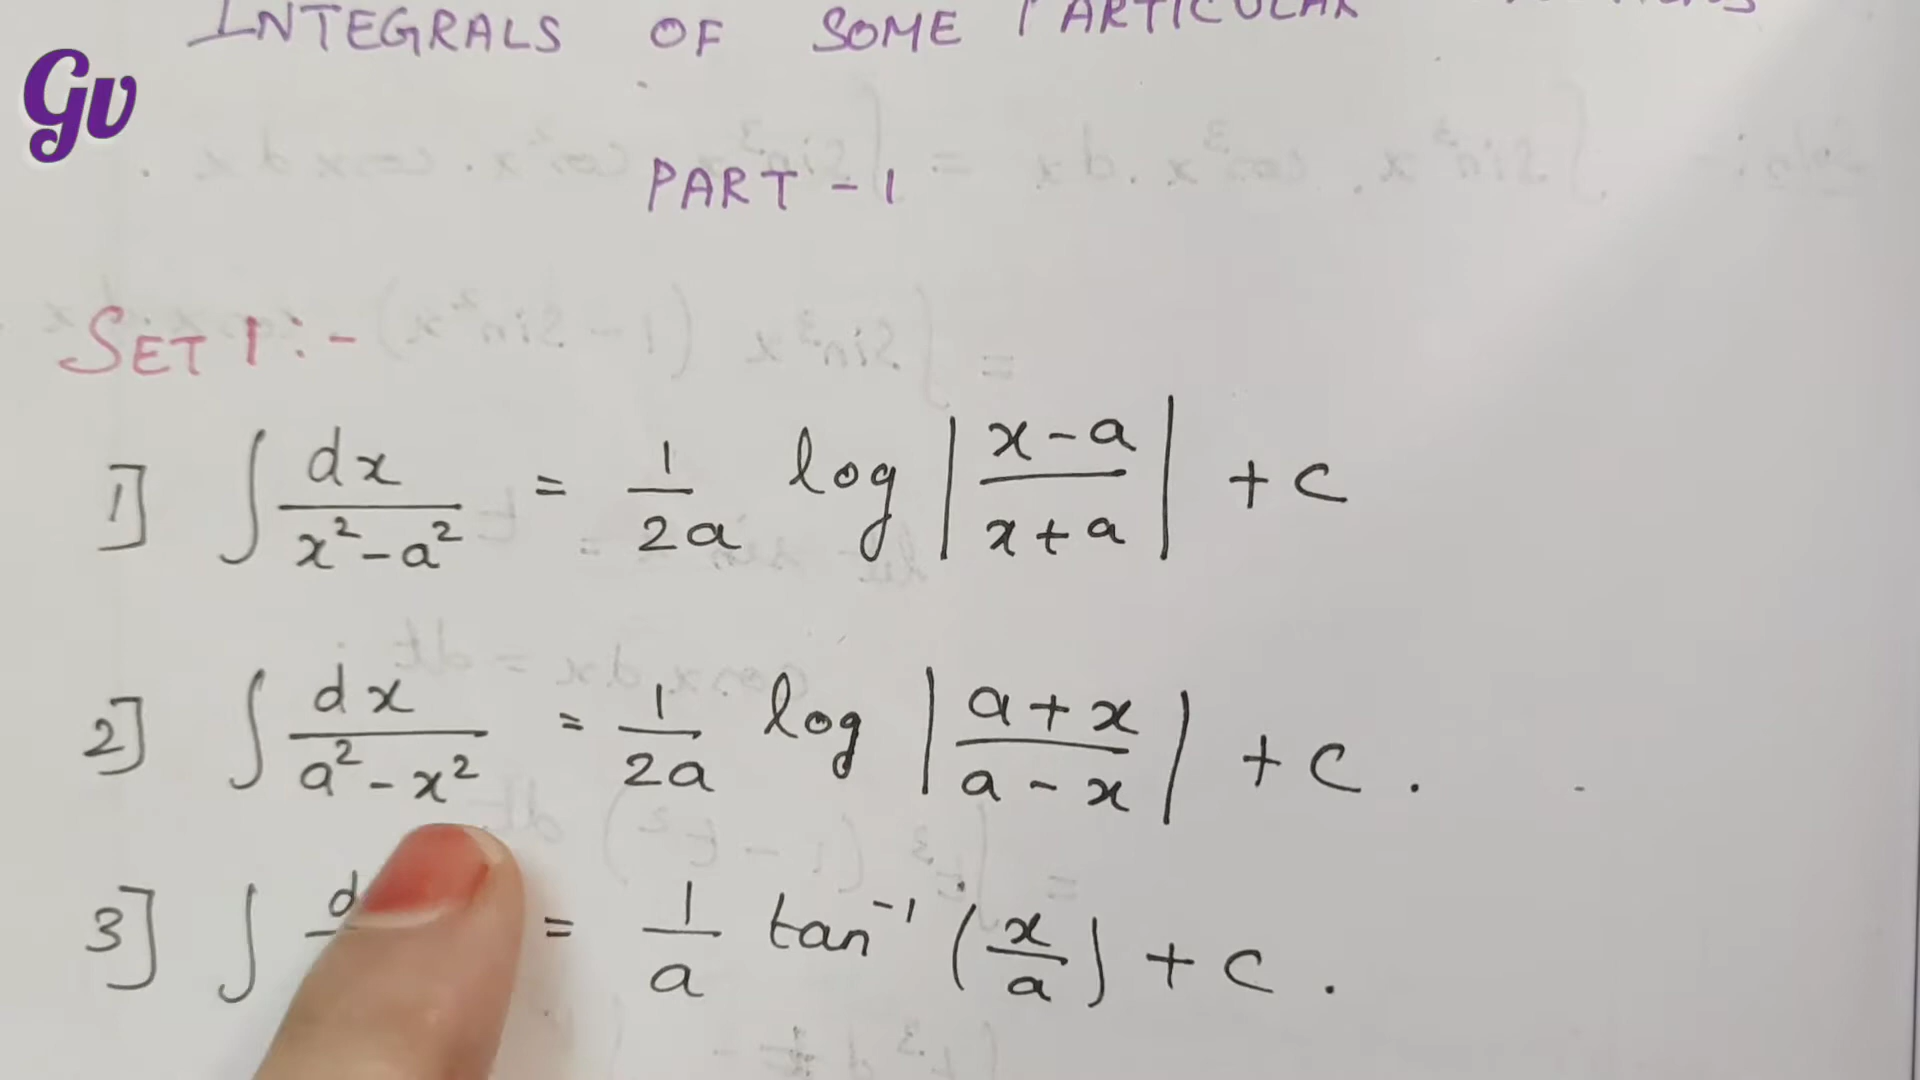 INTEGRALS OF SOME PARTICULAR
Gv
PART - 1
SET 1 :-
1] ∫ dx / (x² - a²) = 1/2a log |(x - a)/(x + a)| + c
2] ∫ dx / (a² - x²) = 1/2a log |(a + x)/(a - x)| + c .
3] ∫ d = 1/a tan⁻¹ (x/a) + c .